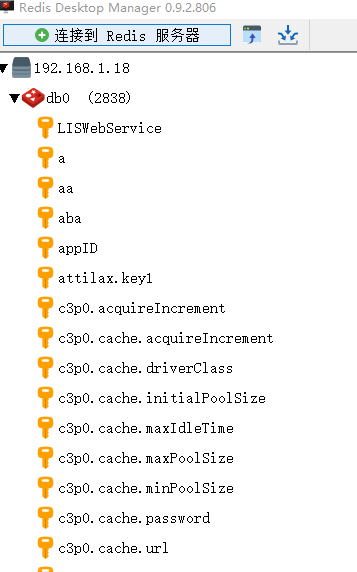 Redis Desktop Manager 0.9.2.806
连接到 Redis 服务器
192.168.1.18
db0 (2838)
LISWebService
a
aa
aba
appID
attilax.key1
c3p0.acquireIncrement
c3p0.cache.acquireIncrement
c3p0.cache.driverClass
c3p0.cache.initialPoolSize
c3p0.cache.maxIdleTime
c3p0.cache.maxPoolSize
c3p0.cache.minPoolSize
c3p0.cache.password
c3p0.cache.url